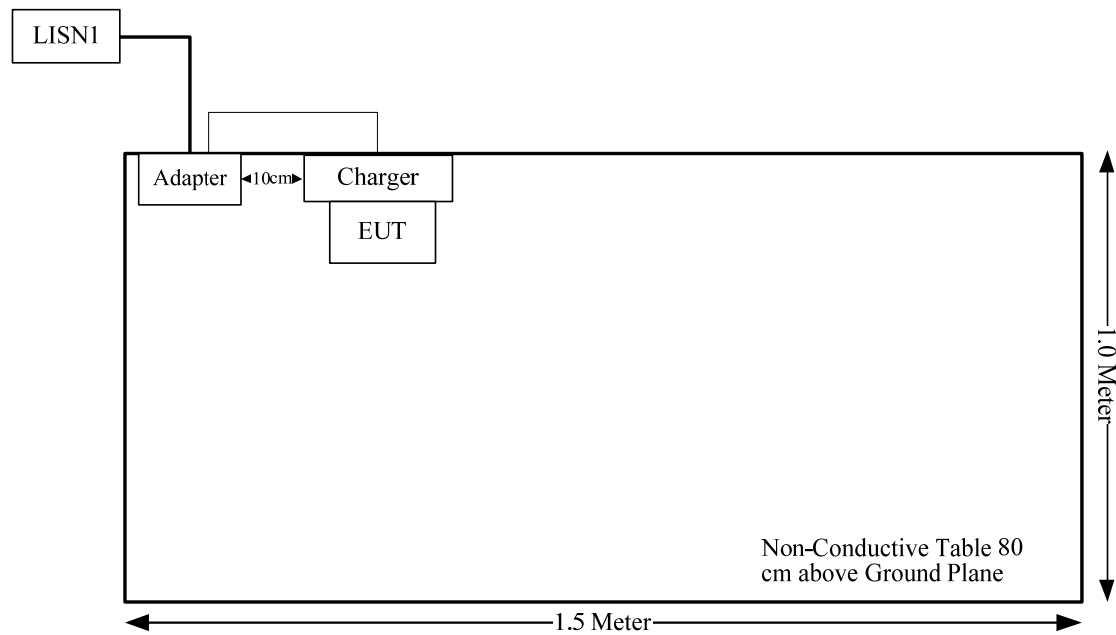 LISN1
Adapter
10cm
Charger
EUT
1.0 Meter
Non-Conductive Table 80
cm above Ground Plane
1.5 Meter